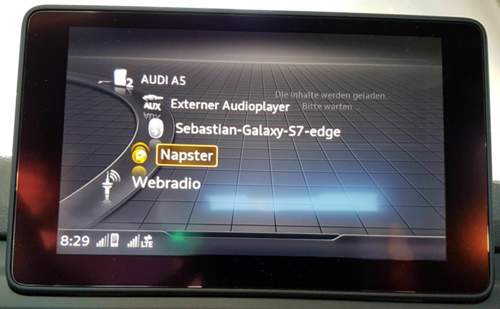 2 AUDI A5
Die Inhalte werden geladen.
AUX Externer Audioplayer
Bitte warten...
Sebastian-Galaxy-S7-edge
Napster
Webradio
8:29
LTE